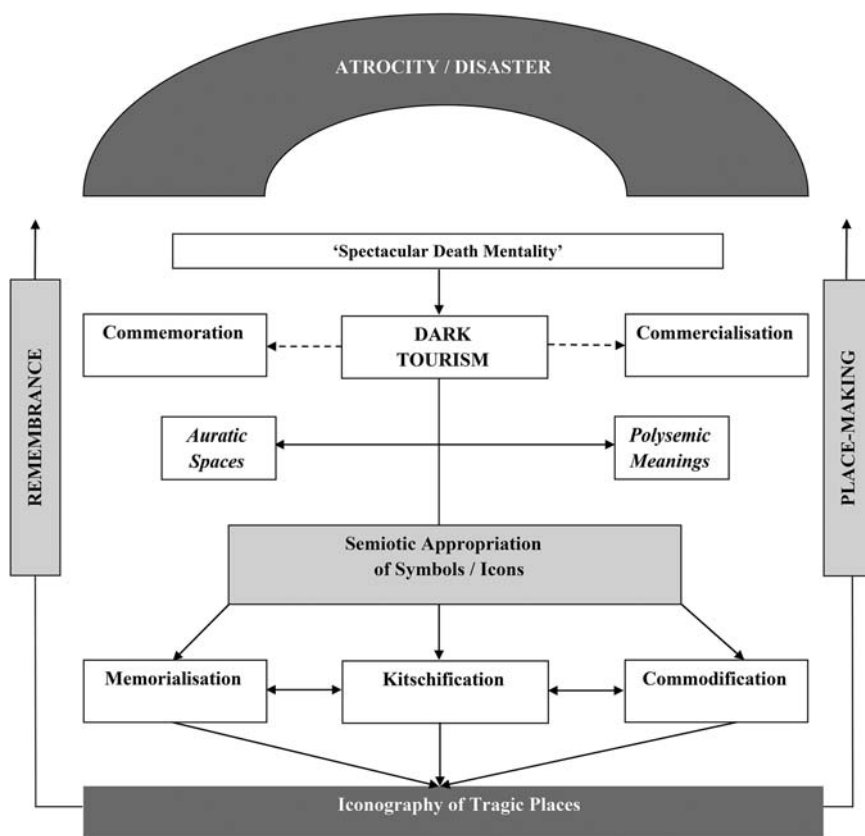 ATROCITY / DISASTER
‘Spectacular Death Mentality’
Commemoration
DARK
TOURISM
Commercialisation
REMEMBRANCE
PLACE-MAKING
Auratic
Spaces
Polysemic
Meanings
Semiotic Appropriation
of Symbols / Icons
Memorialisation
Kitschification
Commodification
Iconography of Tragic Places